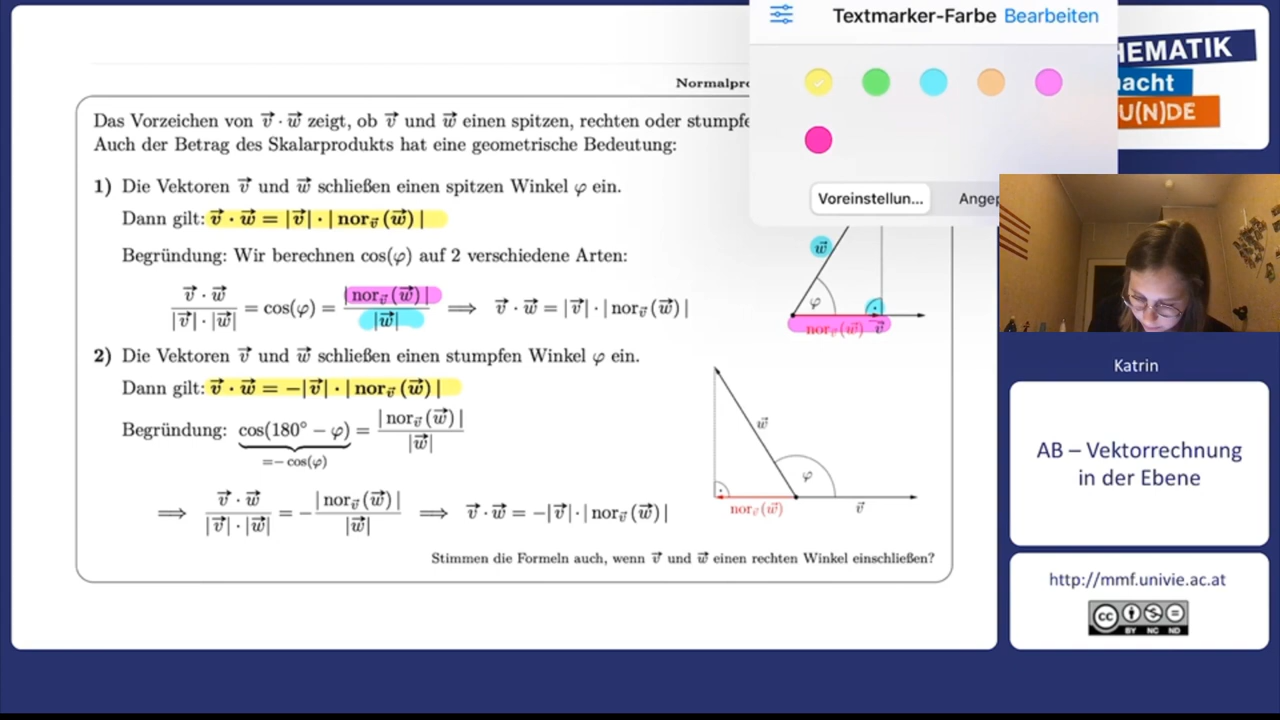 Textmarker-Farbe Bearbeiten
Voreinstellun...
HEMATIK
macht
U(N)DE
Das Vorzeichen von v⃗ · w⃗ zeigt, ob v⃗ und w⃗ einen spitzen, rechten oder
Auch der Betrag des Skalarprodukts hat eine geometrische Bedeutung:
1) Die Vektoren v⃗ und w⃗ schließen einen spitzen Winkel φ ein.
Dann gilt: v⃗ · w⃗ = |v⃗| · | nor_v⃗ (w⃗) |
Begründung: Wir berechnen cos(φ) auf 2 verschiedene Arten:
v⃗ · w⃗ / |v⃗| · |w⃗| = cos(φ) = | nor_v⃗ (w⃗) | / |w⃗| ⟹ v⃗ · w⃗ = |v⃗| · | nor_v⃗ (w⃗) |
w⃗
φ
nor_v⃗ (w⃗) v⃗
2) Die Vektoren v⃗ und w⃗ schließen einen stumpfen Winkel φ ein.
Dann gilt: v⃗ · w⃗ = −|v⃗| · | nor_v⃗ (w⃗) |
Begründung: cos(180° − φ) = | nor_v⃗ (w⃗) | / |w⃗|
=− cos(φ)
⟹ v⃗ · w⃗ / |v⃗| · |w⃗| = − | nor_v⃗ (w⃗) | / |w⃗| ⟹ v⃗ · w⃗ = −|v⃗| · | nor_v⃗ (w⃗) |
w⃗
φ
nor_v⃗ (w⃗) v⃗
Stimmen die Formeln auch, wenn v⃗ und w⃗ einen rechten Winkel einschließen?
Katrin
AB – Vektorrechnung
in der Ebene
http://mmf.univie.ac.at
cc
BY NC ND